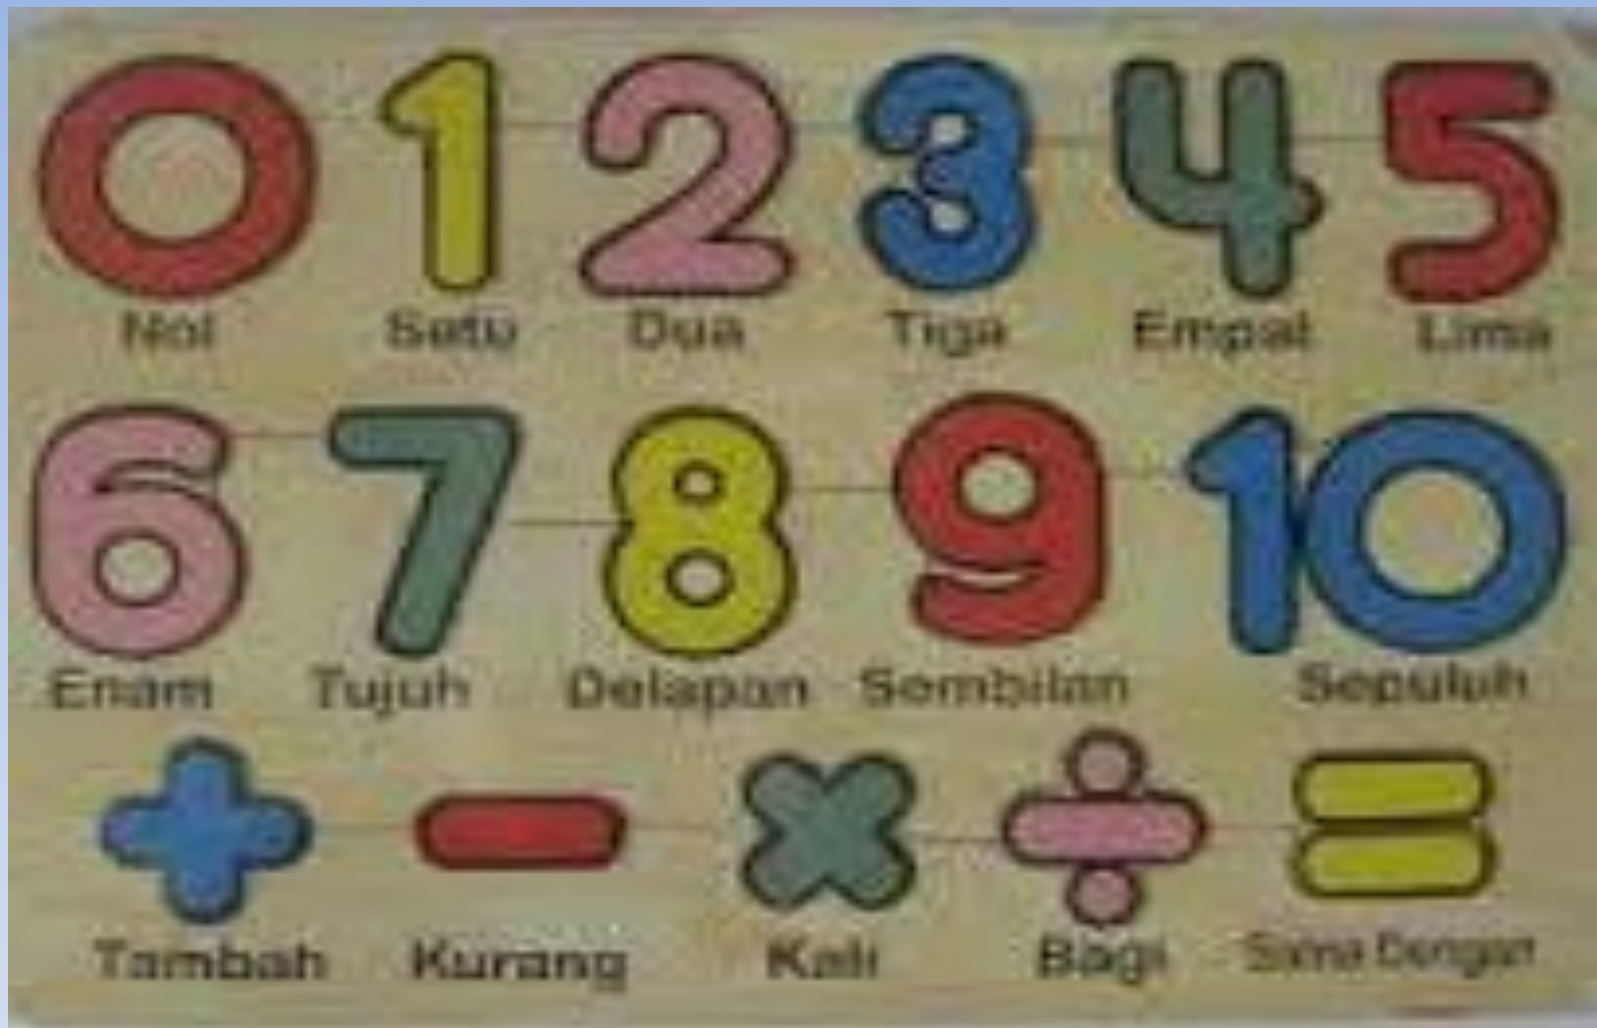 0 1 2 3 4 5
Nol Satu Dua Tiga Empat Lima
6 7 8 9 10
Enam Tujuh Delapan Sembilan Sepuluh
+ - × ÷ =
Tambah Kurang Kali Bagi Sama Dengan